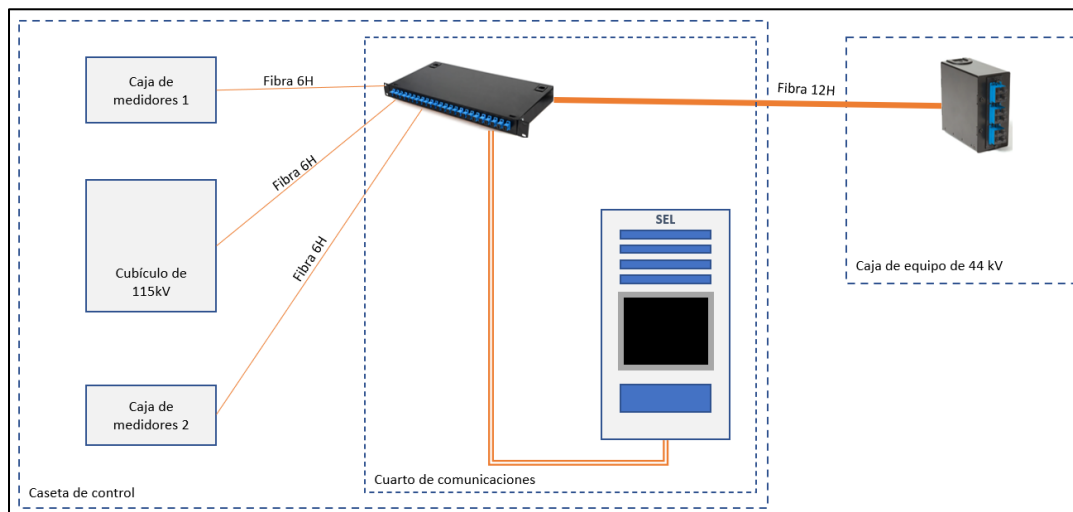 Caja de
medidores 1
Fibra 6H
Fibra 12H
Fibra 6H
Cubículo de
115kV
Fibra 6H
SEL
Caja de equipo de 44 kV
Caja de
medidores 2
Cuarto de comunicaciones
Caseta de control